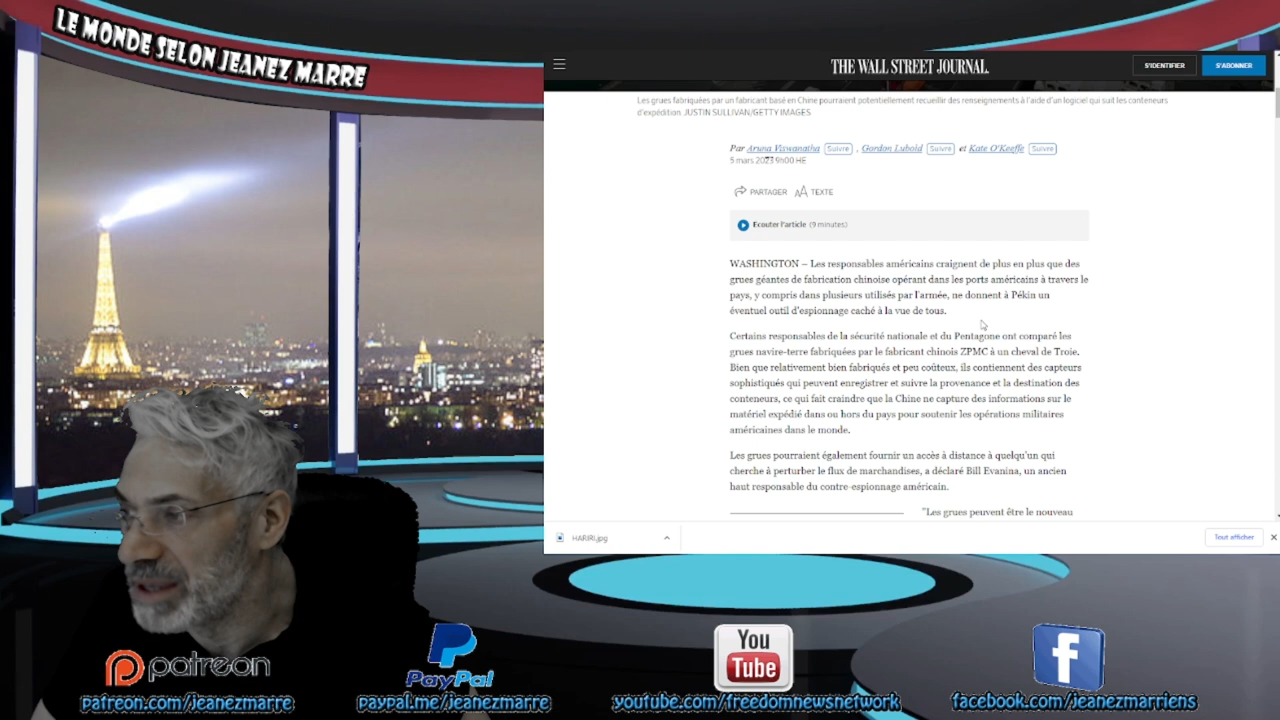 LE MONDE SELON JEANEZ MARRE
THE WALL STREET JOURNAL.
S'IDENTIFIER
S'ABONNER
Les grues fabriquées par un fabricant basé en Chine pourraient potentiellement recueillir des renseignements à l'aide d'un logiciel qui suit les conteneurs
d'expédition. JUSTIN SULLIVAN/GETTY IMAGES
Par Aruna Viswanatha Suivre , Gordon Lubold Suivre et Kate O'Keeffe Suivre
5 mars 2023 9h00 HE
PARTAGER AA TEXTE
Ecouter l'article (9 minutes)
WASHINGTON – Les responsables américains craignent de plus en plus que des
grues géantes de fabrication chinoise opérant dans les ports américains à travers le
pays, y compris dans plusieurs utilisés par l'armée, ne donnent à Pékin un
éventuel outil d'espionnage caché à la vue de tous.
Certains responsables de la sécurité nationale et du Pentagone ont comparé les
grues navire-terre fabriquées par le fabricant chinois ZPMC à un cheval de Troie.
Bien que relativement bien fabriqués et peu coûteux, ils contiennent des capteurs
sophistiqués qui peuvent enregistrer et suivre la provenance et la destination des
conteneurs, ce qui fait craindre que la Chine ne capture des informations sur le
matériel expédié dans ou hors du pays pour soutenir les opérations militaires
américaines dans le monde.
Les grues pourraient également fournir un accès à distance à quelqu'un qui
cherche à perturber le flux de marchandises, a déclaré Bill Evanina, un ancien
haut responsable du contre-espionnage américain.
"Les grues peuvent être le nouveau
HARIRI.jpg
Tout afficher
patreon
patreon.com/jeanezmarre
PayPal
paypal.me/jeanezmarre
You
Tube
youtube.com/freedomnewsnetwork
f
facebook.com/jeanezmarriens